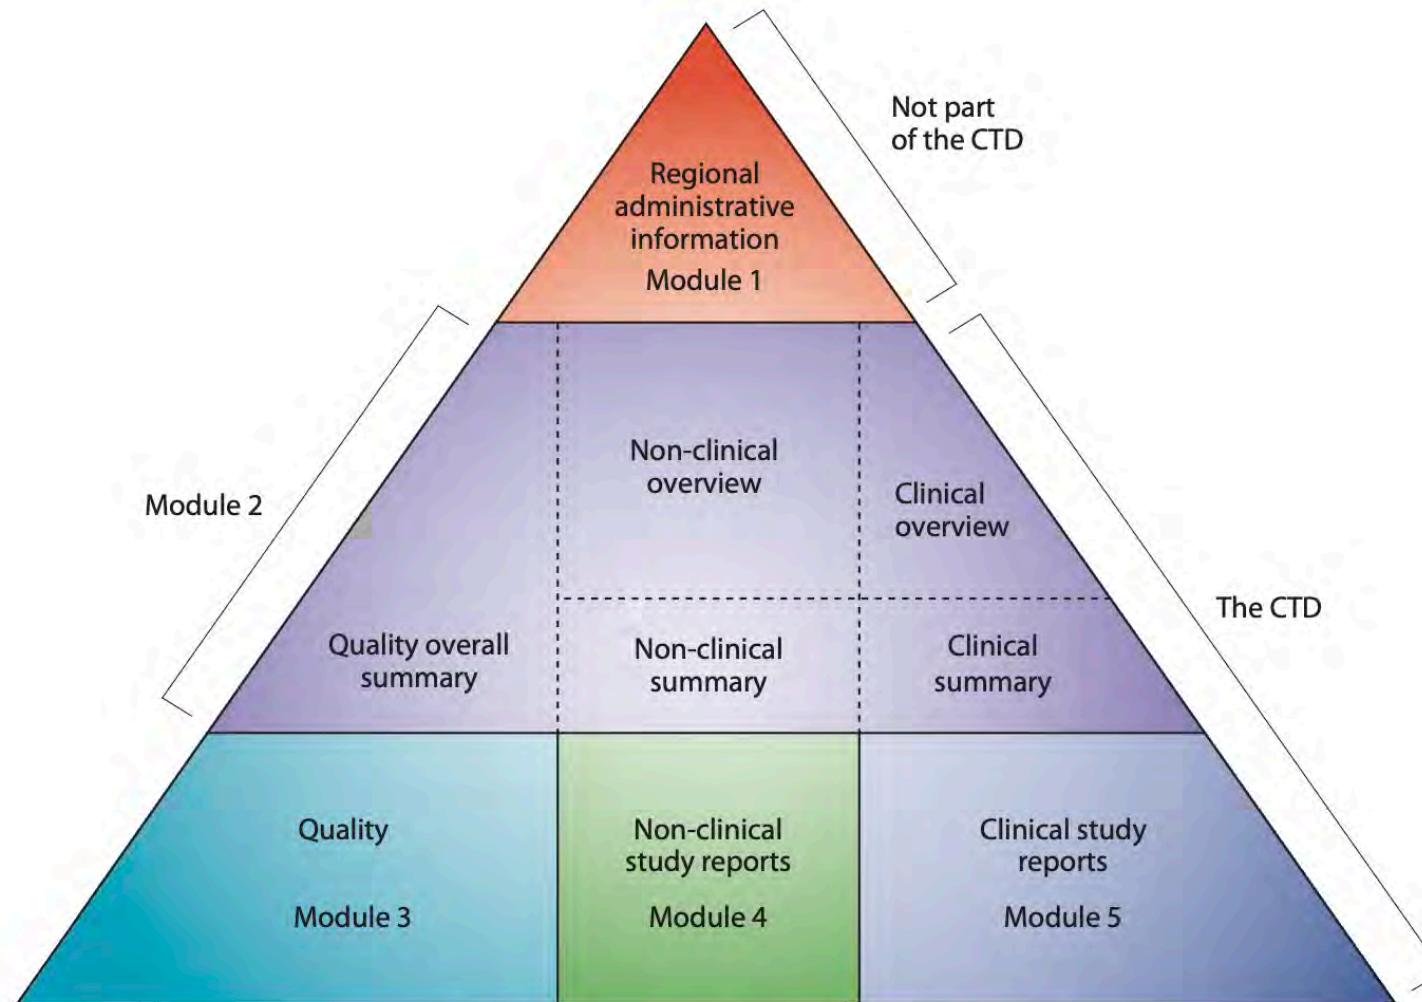 Not part
of the CTD
Regional
administrative
information
Module 1
Module 2
Non-clinical
overview
Clinical
overview
The CTD
Quality overall
summary
Non-clinical
summary
Clinical
summary
Quality
Module 3
Non-clinical
study reports
Module 4
Clinical study
reports
Module 5